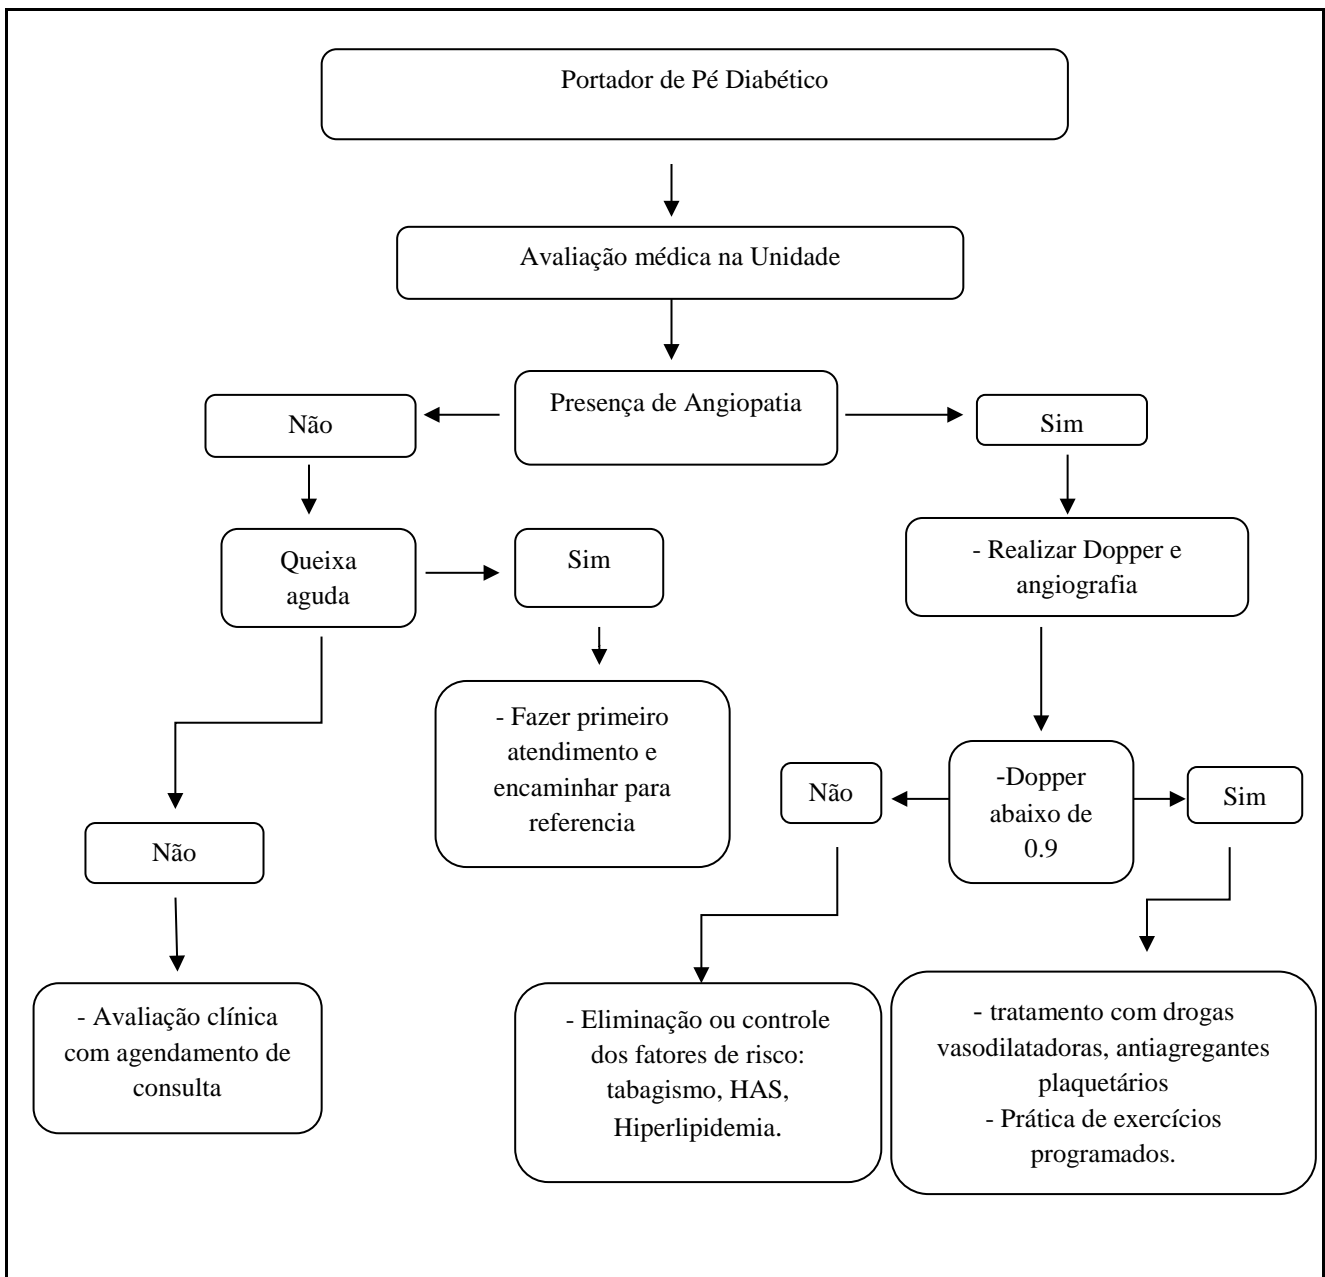 Portador de Pé Diabético
Avaliação médica na Unidade
Presença de Angiopatia
Não
Sim
Queixa
aguda
Sim
- Realizar Dopper e
angiografia
- Fazer primeiro
atendimento e
encaminhar para
referencia
Não
-Dopper
abaixo de
0.9
Sim
Não
- Avaliação clínica
com agendamento de
consulta
- Eliminação ou controle
dos fatores de risco:
tabagismo, HAS,
Hiperlipidemia.
- tratamento com drogas
vasodilatadoras, antiagregantes
plaquetários
- Prática de exercícios
programados.